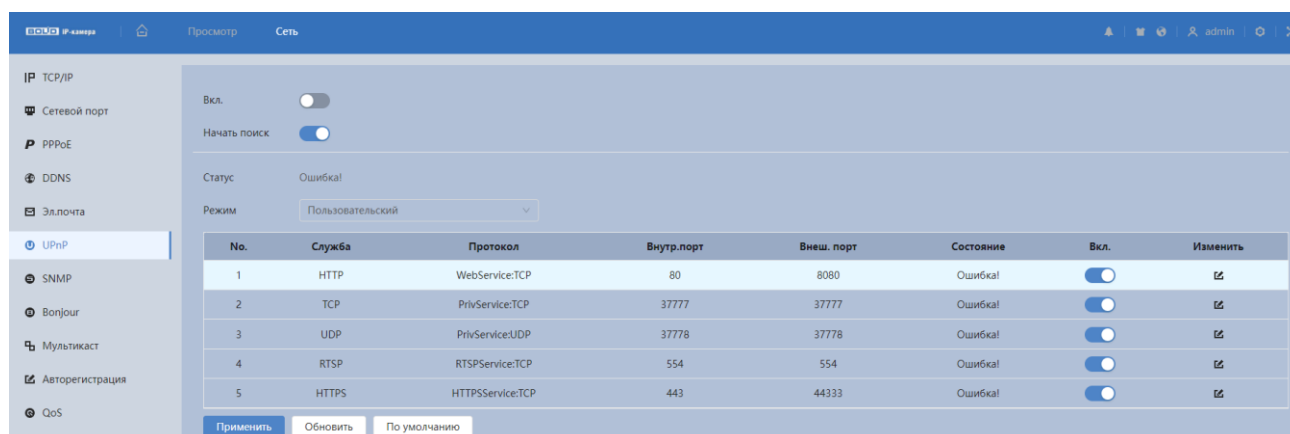 BOLID IP-камера Просмотр Сеть admin
IP TCP/IP
Сетевой порт
PPPoE
DDNS
Эл.почта
UPnP
SNMP
Bonjour
Мультикаст
Авторегистрация
QoS
Вкл.
Начать поиск
Статус Ошибка!
Режим Пользовательский
No. Служба Протокол Внутр.порт Внеш. порт Состояние Вкл. Изменить
1 HTTP WebService:TCP 80 8080 Ошибка!
2 TCP PrivService:TCP 37777 37777 Ошибка!
3 UDP PrivService:UDP 37778 37778 Ошибка!
4 RTSP RTSPService:TCP 554 554 Ошибка!
5 HTTPS HTTPSService:TCP 443 44333 Ошибка!
Применить Обновить По умолчанию